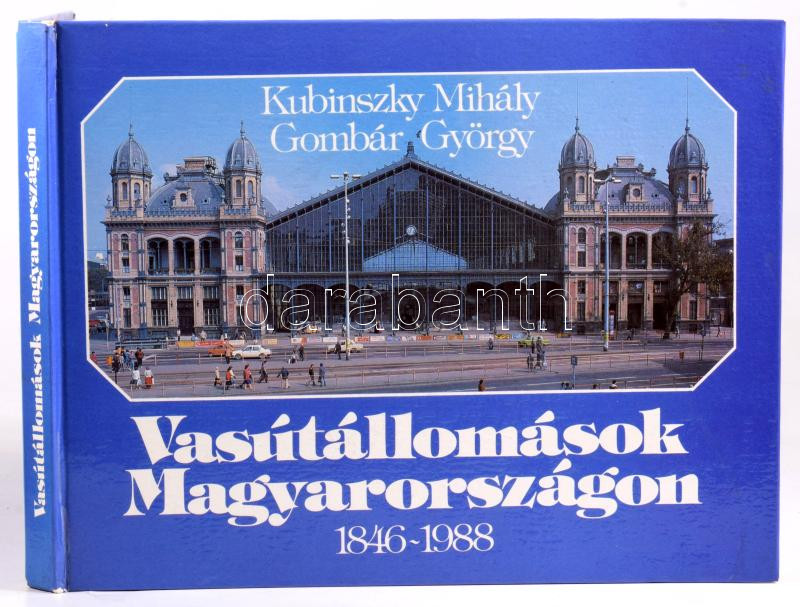 Kubinszky Mihály
Gombár György
darabanth
Vasútállomások
Magyarországon
1846-1988
Vasútállomások Magyarországon